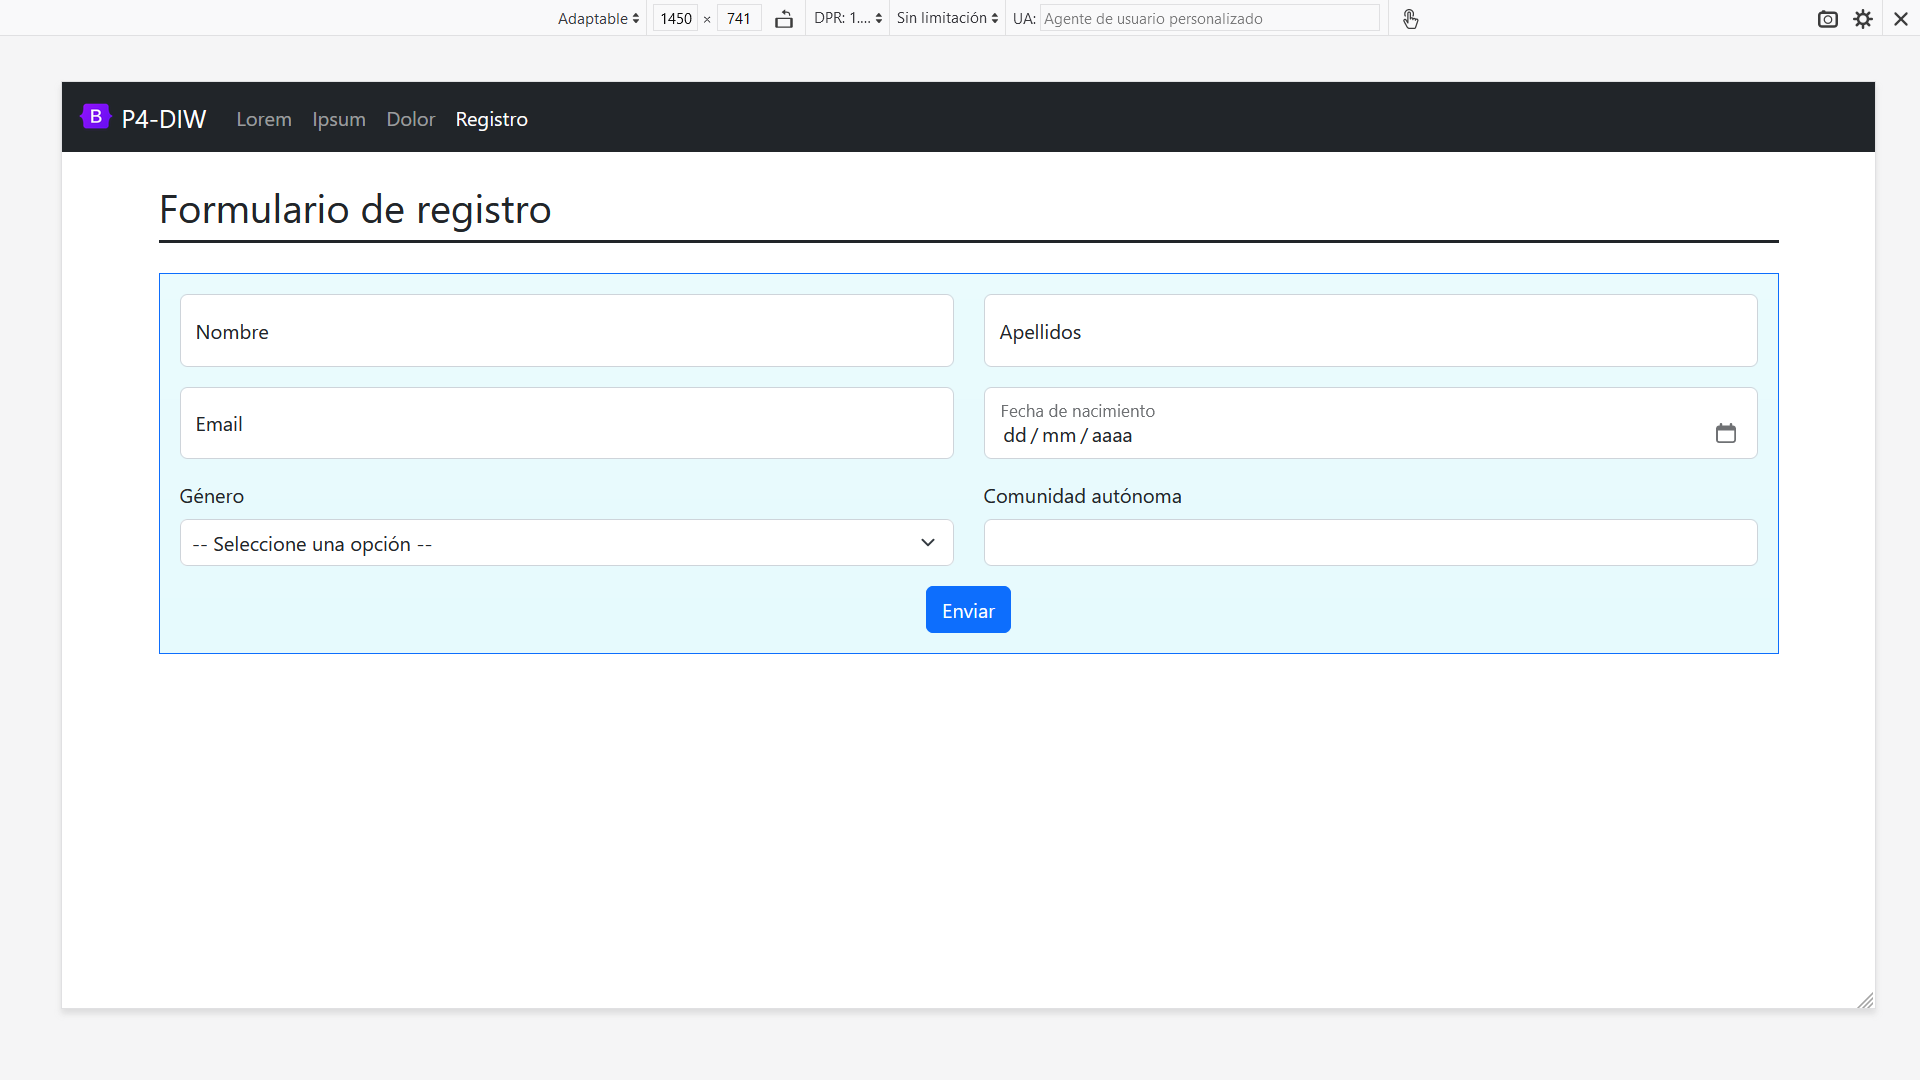 Adaptable 1450 × 741 DPR: 1.... Sin limitación UA: Agente de usuario personalizado
B P4-DIW Lorem Ipsum Dolor Registro
Formulario de registro
Nombre Apellidos
Email Fecha de nacimiento
dd / mm / aaaa
Género Comunidad autónoma
-- Seleccione una opción --
Enviar